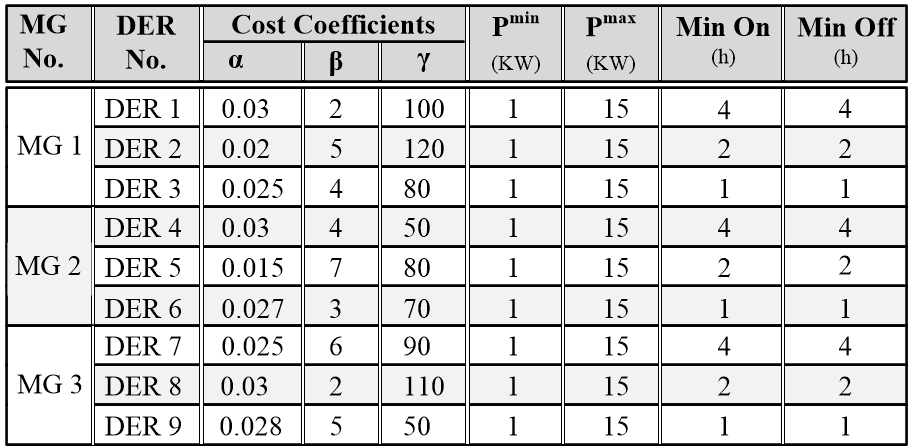 MG No. DER No. Cost Coefficients Pmin (KW) Pmax (KW) Min On (h) Min Off (h)
α β γ
MG 1 DER 1 0.03 2 100 1 15 4 4
DER 2 0.02 5 120 1 15 2 2
DER 3 0.025 4 80 1 15 1 1
MG 2 DER 4 0.03 4 50 1 15 4 4
DER 5 0.015 7 80 1 15 2 2
DER 6 0.027 3 70 1 15 1 1
MG 3 DER 7 0.025 6 90 1 15 4 4
DER 8 0.03 2 110 1 15 2 2
DER 9 0.028 5 50 1 15 1 1